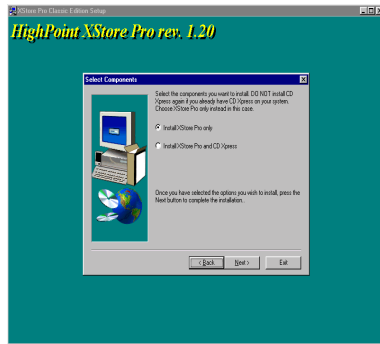 XStore Pro Classic Edition Setup
HighPoint XStore Pro rev. 1.20
Select Components
Select the components you want to install. DO NOT install CD
Xpress again if you already have CD Xpress on your system.
Choose XStore Pro only instead in this case.
Install XStore Pro only
Install XStore Pro and CD Xpress
Once you have selected the options you wish to install, press the
Next button to complete the installation..
< Back
Next >
Exit